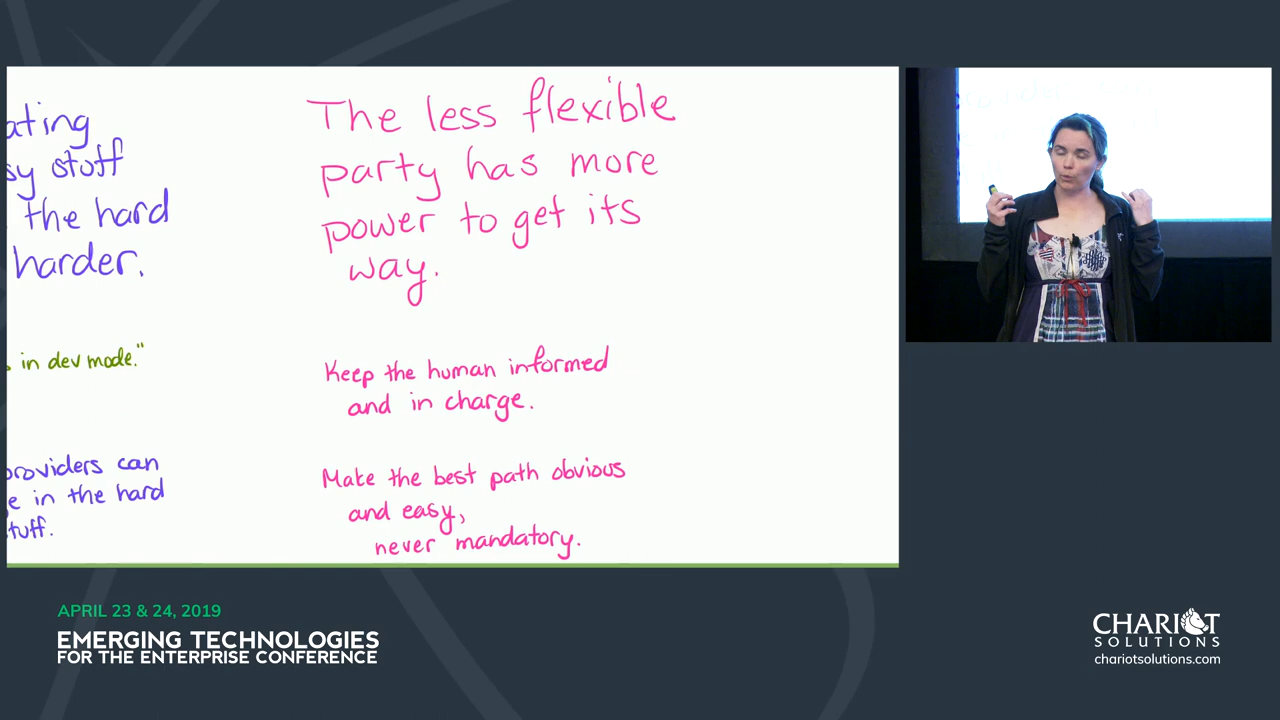 ating
sy stuff
the hard
harder.
s in dev mode."
providers can
e in the hard
tuff.
The less flexible
party has more
power to get its
way.
Keep the human informed
and in charge.
Make the best path obvious
and easy,
never mandatory.
APRIL 23 & 24, 2019
EMERGING TECHNOLOGIES
FOR THE ENTERPRISE CONFERENCE
CHARIOT
SOLUTIONS
chariotsolutions.com